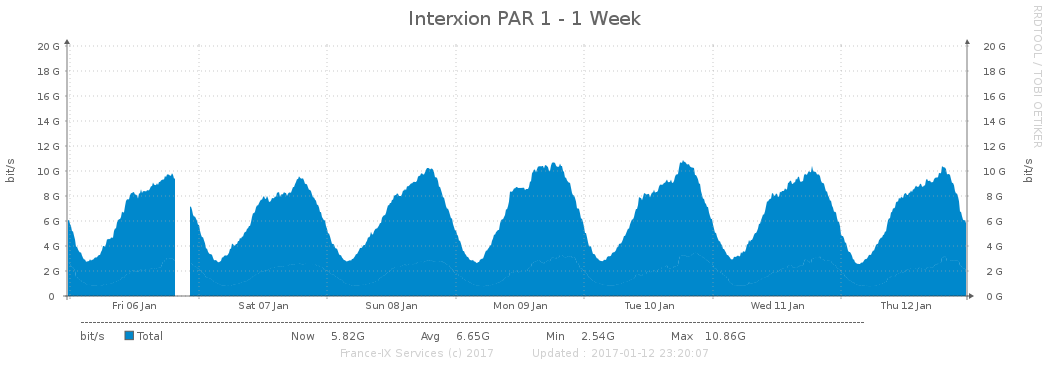 Interxion PAR 1 - 1 Week
RRDTOOL / TOBI OETIKER
20 G 20 G
18 G 18 G
16 G 16 G
14 G 14 G
12 G 12 G
10 G 10 G
8 G 8 G
6 G 6 G
4 G 4 G
2 G 2 G
0 0 G
bit/s bit/s
Fri 06 Jan Sat 07 Jan Sun 08 Jan Mon 09 Jan Tue 10 Jan Wed 11 Jan Thu 12 Jan
bit/s Total Now 5.82G Avg 6.65G Min 2.54G Max 10.86G
France-IX Services (c) 2017 Updated : 2017-01-12 23:20:07